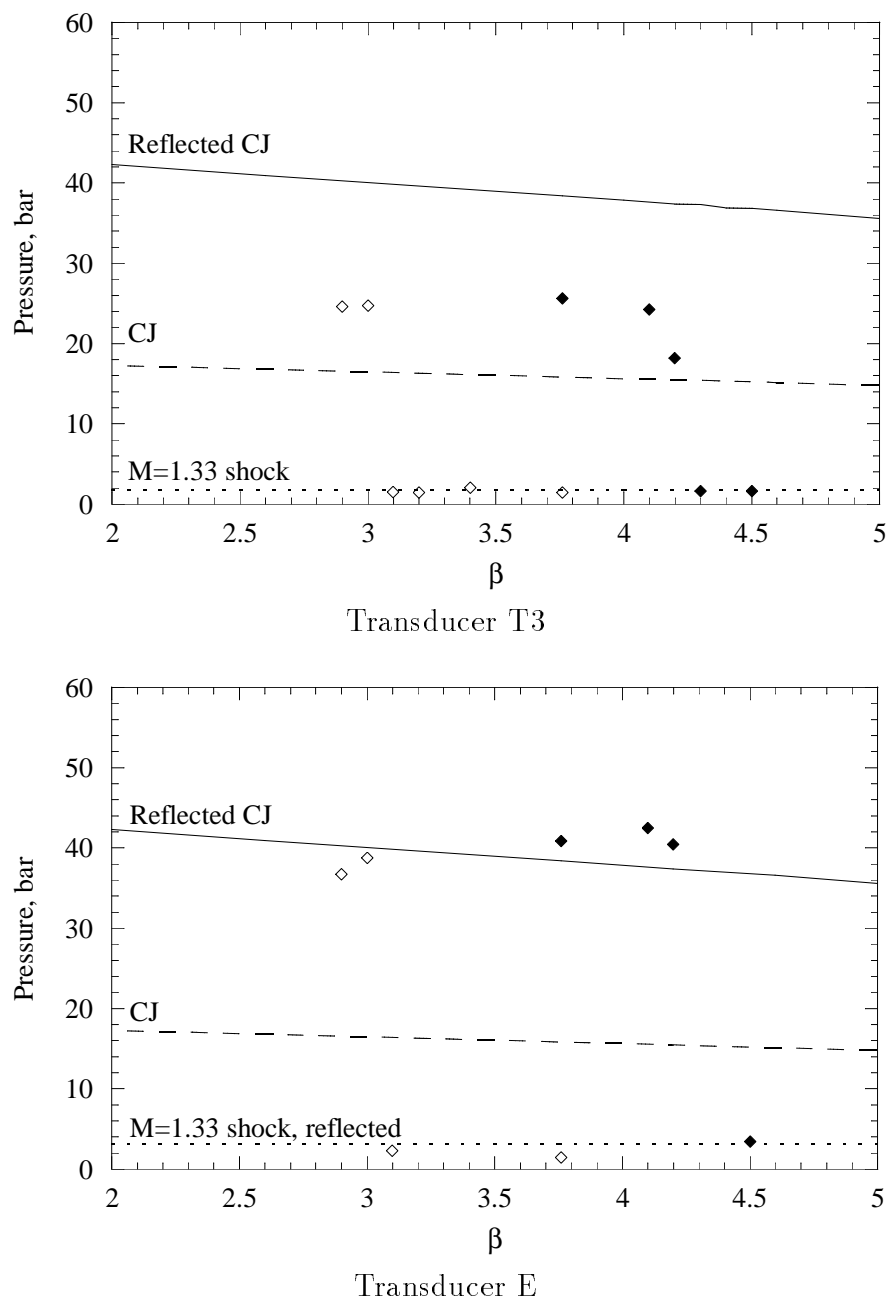 60
50
40
30
20
10
0
Pressure, bar
Reflected CJ
CJ
M=1.33 shock
2 2.5 3 3.5 4 4.5 5
β
Transducer T3
60
50
40
30
20
10
0
Pressure, bar
Reflected CJ
CJ
M=1.33 shock, reflected
2 2.5 3 3.5 4 4.5 5
β
Transducer E